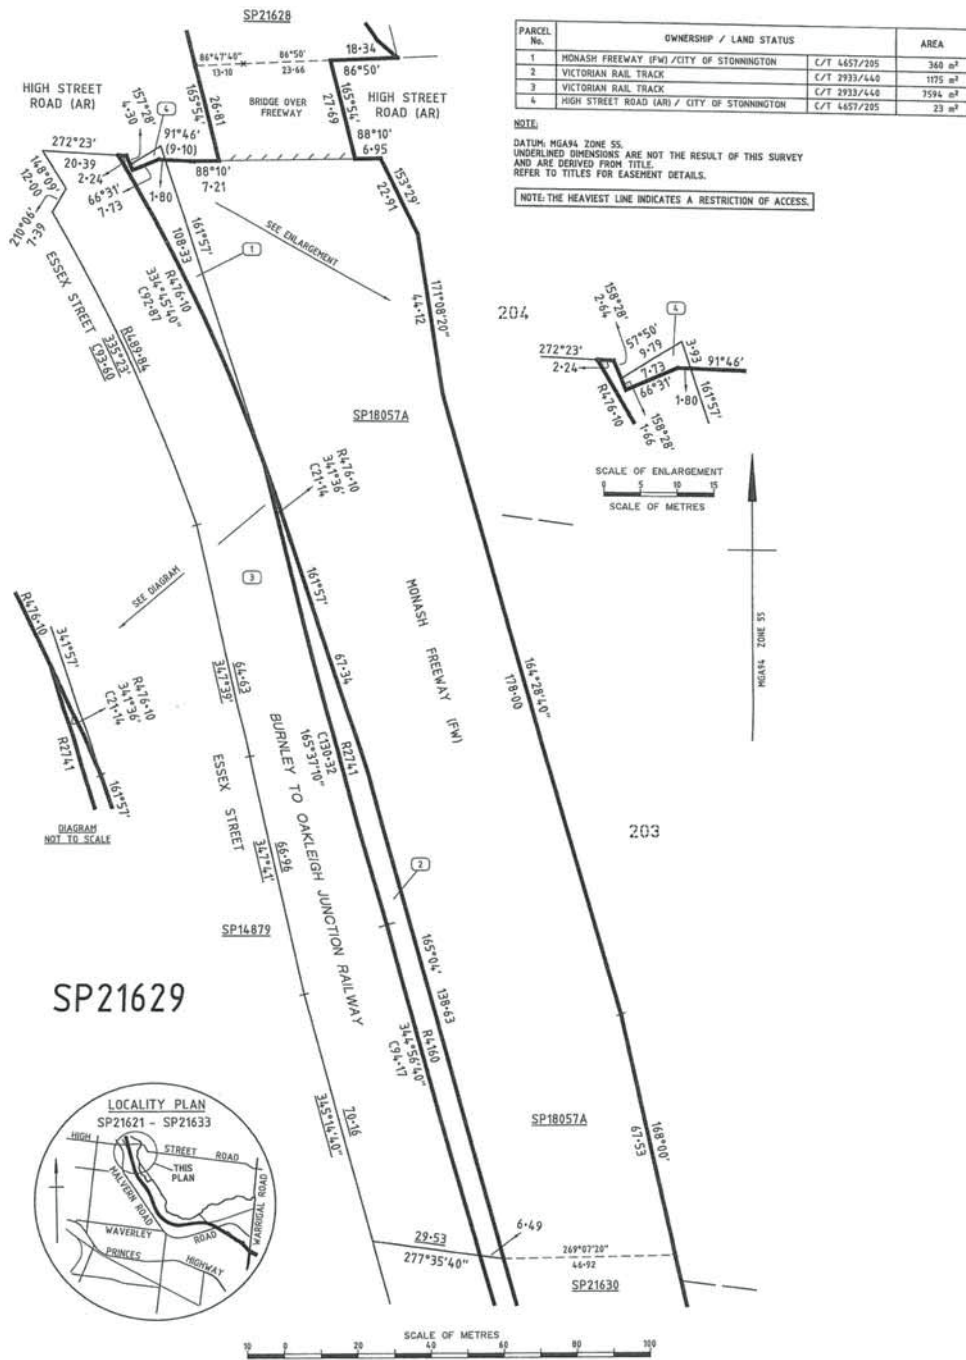 SP21628
PARCEL No.
OWNERSHIP / LAND STATUS
AREA
1 MONASH FREEWAY (FW) /CITY OF STONNINGTON C/T 4657/205 360 m²
2 VICTORIAN RAIL TRACK C/T 2933/440 1175 m²
3 VICTORIAN RAIL TRACK C/T 2933/440 7594 m²
4 HIGH STREET ROAD (AR) / CITY OF STONNINGTON C/T 4657/205 23 m²
NOTE:
DATUM: MGA94 ZONE 55.
UNDERLINED DIMENSIONS ARE NOT THE RESULT OF THIS SURVEY
AND ARE DERIVED FROM TITLE.
REFER TO TITLES FOR EASEMENT DETAILS.
NOTE: THE HEAVIEST LINE INDICATES A RESTRICTION OF ACCESS.
86°47'40"
13·10
86°50'
23·66
18·34
86°50'
HIGH STREET
ROAD (AR)
157°28'
4·30
4
91°46'
(9·10)
165°54'
26·81
BRIDGE OVER
FREEWAY
165°54'
27·69
HIGH STREET
ROAD (AR)
88°10'
6·95
272°23'
20·39
2·24
66°31'
7·73
1·80
88°10'
7·21
148°09'
12·00
210°06'
7·39
153°29'
22·91
ESSEX STREET
R489·84
335°23'
C93·60
108·33
R476·10
334°45'40"
C92·87
161°57'
1
SEE ENLARGEMENT
171°08'20"
44·12
204
158°28'
2·64
4
57°50'
9·79
3·93
272°23'
2·24
7·73
66°31'
91°46'
R476·10
1·80
161°57'
1·66
158°28'
SCALE OF ENLARGEMENT
0 5 10 15
SCALE OF METRES
SP18057A
R476·10
341°36'
C21·14
3
SEE DIAGRAM
R476·10
341°57'
R476·10
341°36'
C21·14
R2741
161°57'
DIAGRAM
NOT TO SCALE
161°57'
67·34
MONASH FREEWAY (FW)
164°28'40"
178·00
MGA94 ZONE 55
64·63
347°39'
BURNLEY TO OAKLEIGH JUNCTION RAILWAY
R2741
C130·32
165°37'10"
ESSEX STREET
66·96
347°41'
203
2
SP14879
165°04'
138·63
R4160
344°56'40"
C94·17
SP21629
70·16
345°14'40"
SP18057A
168°00'
67·53
LOCALITY PLAN
SP21621 - SP21633
HIGH
STREET ROAD
THIS
PLAN
MALVERN ROAD
WARRIGAL ROAD
WAVERLEY
ROAD
PRINCES
HIGHWAY
29·53
277°35'40"
6·49
269°07'20"
46·92
SP21630
SCALE OF METRES
10 0 20 40 60 80 100